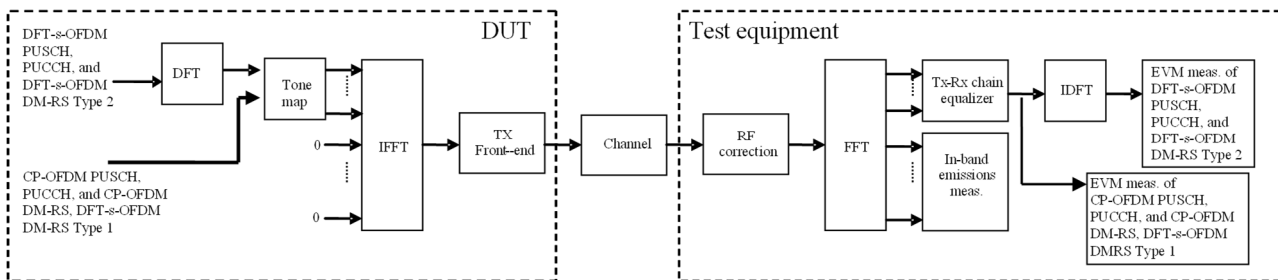 DUT
DFT-s-OFDM
PUSCH,
PUCCH, and
DFT-s-OFDM
DM-RS Type 2
DFT
Tone
map
CP-OFDM PUSCH,
PUCCH, and CP-OFDM
DM-RS, DFT-s-OFDM
DM-RS Type 1
0
0
IFFT
TX
Front--end
Channel
Test equipment
RF
correction
FFT
Tx-Rx chain
equalizer
In-band
emissions
meas.
IDFT
EVM meas. of
DFT-s-OFDM
PUSCH,
PUCCH, and
DFT-s-OFDM
DM-RS Type 2
EVM meas. of
CP-OFDM PUSCH,
PUCCH, and CP-OFDM
DM-RS, DFT-s-OFDM
DMRS Type 1